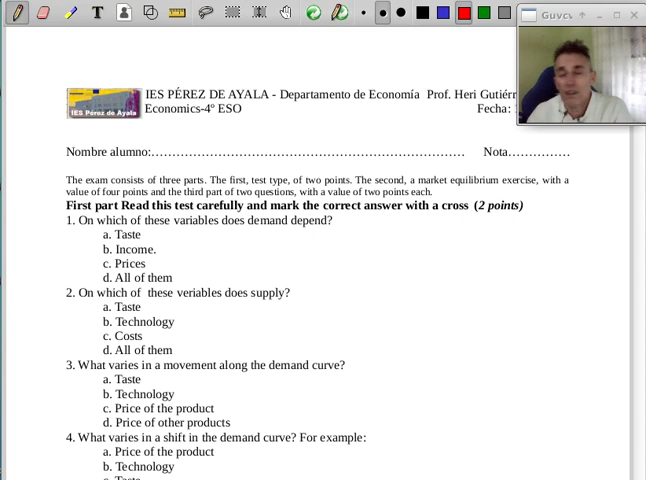 Guvcv
IES PÉREZ DE AYALA - Departamento de Economía Prof. Heri Gutiérr
IES Pérez de Ayala
Economics-4º ESO Fecha:
Nombre alumno:………………………………………………………… Nota……………
The exam consists of three parts. The first, test type, of two points. The second, a market equilibrium exercise, with a
value of four points and the third part of two questions, with a value of two points each.
First part Read this test carefully and mark the correct answer with a cross (2 points)
1. On which of these variables does demand depend?
a. Taste
b. Income.
c. Prices
d. All of them
2. On which of these veriables does supply?
a. Taste
b. Technology
c. Costs
d. All of them
3. What varies in a movement along the demand curve?
a. Taste
b. Technology
c. Price of the product
d. Price of other products
4. What varies in a shift in the demand curve? For example:
a. Price of the product
b. Technology
c. Taste